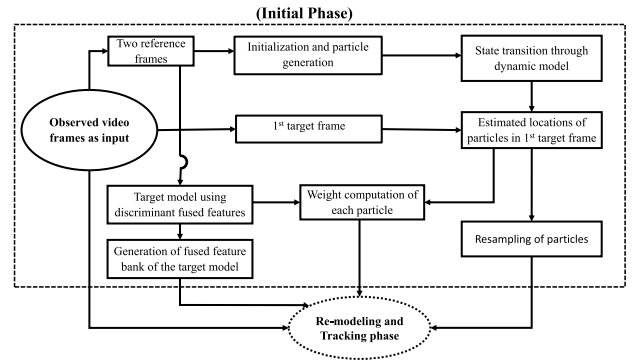 (Initial Phase)
Two reference
frames
Initialization and particle
generation
State transition through
dynamic model
Observed video
frames as input
1st target frame
Estimated locations of
particles in 1st target frame
Target model using
discriminant fused features
Weight computation of
each particle
Resampling of particles
Generation of fused feature
bank of the target model
Re-modeling and
Tracking phase